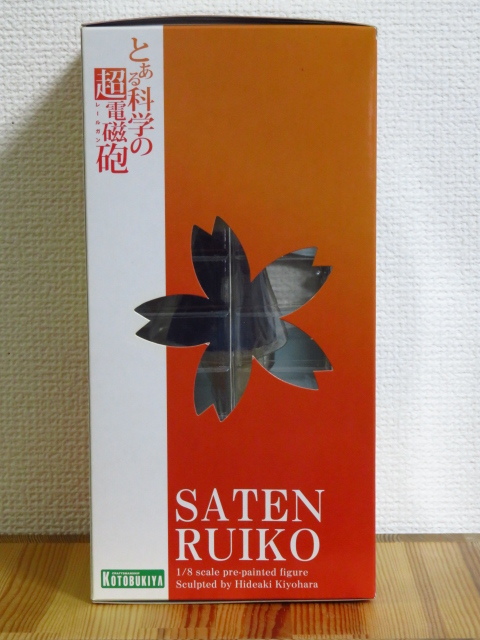 とある科学の
超電磁砲
レールガン
SATEN
RUIKO
1/8 scale pre-painted figure
Sculpted by Hideaki Kiyohara
KOTOBUKIYA